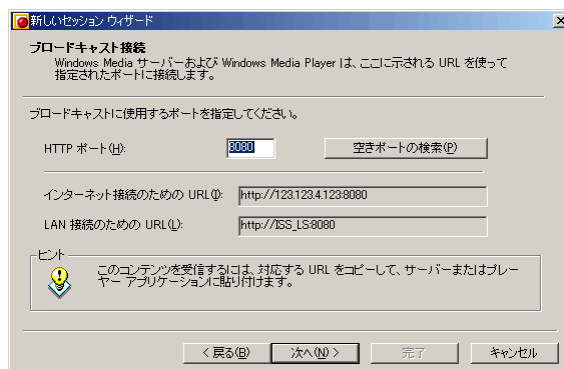 新しいセッション ウィザード
ブロードキャスト接続
Windows Media サーバーおよび Windows Media Player は、ここに示される URL を使って
指定されたポートに接続します。
ブロードキャストに使用するポートを指定してください。
HTTP ポート(H):
8080
空きポートの検索(P)
インターネット接続のための URL(I):
http://123.123.4.123:8080
LAN 接続のための URL(L):
http://ISS_LS:8080
ヒント
このコンテンツを受信するには、対応する URL をコピーして、サーバーまたはプレー
ヤー アプリケーションに貼り付けます。
< 戻る(B)
次へ(N) >
完了
キャンセル